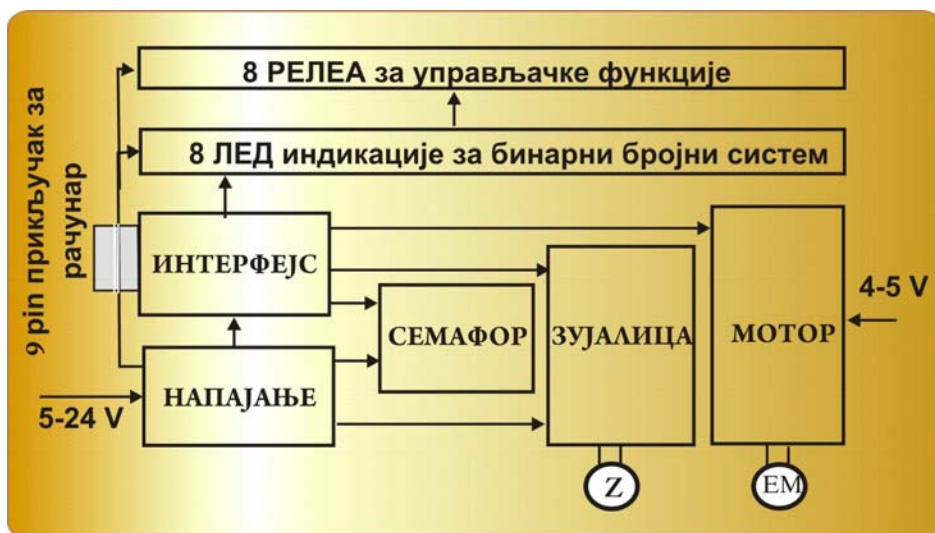 8 РЕЛЕА за управљачке функције
8 ЛЕД индикације за бинарни бројни систем
9 pin прикључак за
рачунар
ИНТЕРФЕЈС
СЕМАФОР
ЗУЈАЛИЦА
МОТОР
4-5 V
НАПАЈАЊЕ
5-24 V
Z
EM